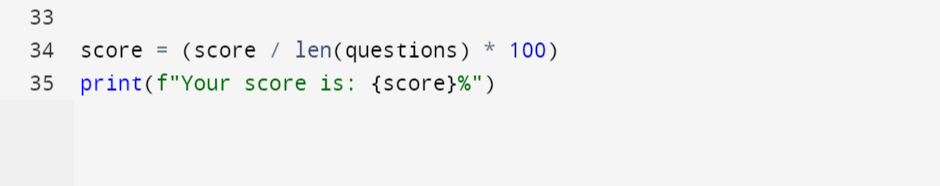 33
34 score = (score / len(questions) * 100)
35 print(f"Your score is: {score}%")